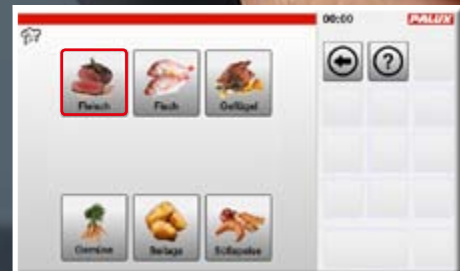 00:00 PALUX
Fleisch Fisch Geflügel
Gemüse Beilage Süßspeise